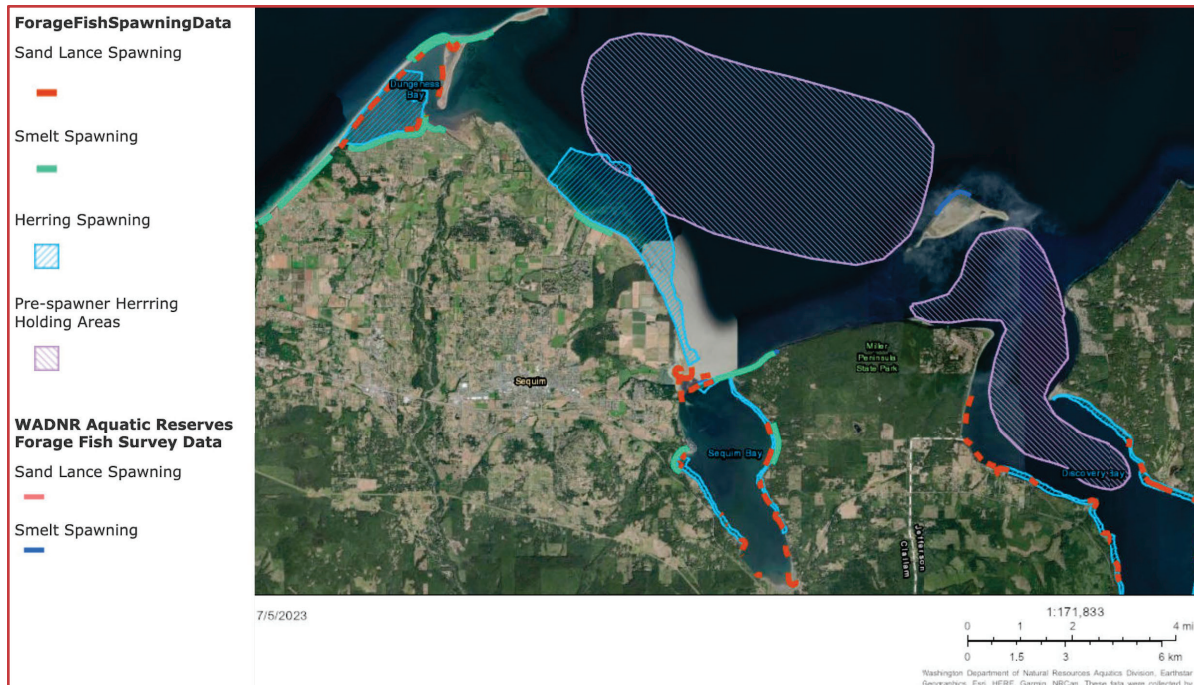 ForageFishSpawningData
Sand Lance Spawning
Smelt Spawning
Herring Spawning
Pre-spawner Herrring
Holding Areas
WADNR Aquatic Reserves
Forage Fish Survey Data
Sand Lance Spawning
Smelt Spawning
Dungeness
Bay
Miller
Peninsula
State Park
Sequim
Sequim Bay
Discovery Bay
Jefferson
Clallam
7/5/2023
1:171,833
0 1 2 4 mi
0 1.5 3 6 km
Washington Department of Natural Resources Aquatics Division, Earthstar
Geographics, Esri, HERE, Garmin, NRCan, These data were collected by